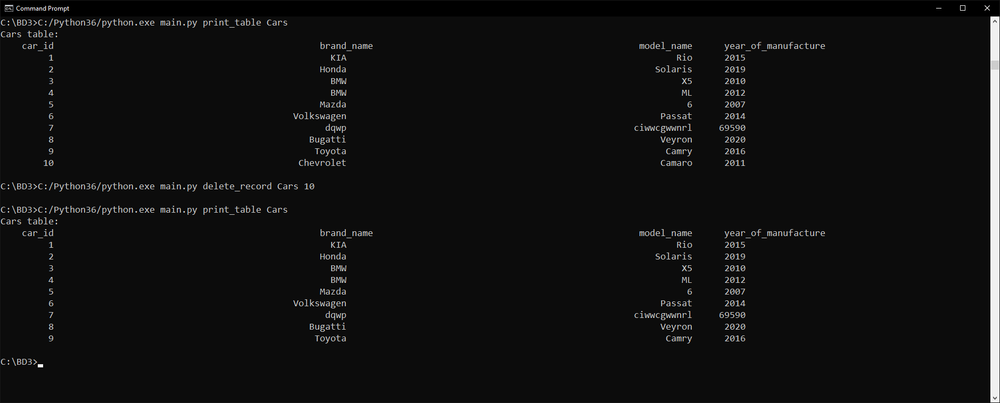 Command Prompt
C:\BD3>C:/Python36/python.exe main.py print_table Cars
Cars table:
car_id brand_name model_name year_of_manufacture
1 KIA Rio 2015
2 Honda Solaris 2019
3 BMW X5 2010
4 BMW ML 2012
5 Mazda 6 2007
6 Volkswagen Passat 2014
7 dqwp ciwwcgwwnrl 69590
8 Bugatti Veyron 2020
9 Toyota Camry 2016
10 Chevrolet Camaro 2011
C:\BD3>C:/Python36/python.exe main.py delete_record Cars 10
C:\BD3>C:/Python36/python.exe main.py print_table Cars
Cars table:
car_id brand_name model_name year_of_manufacture
1 KIA Rio 2015
2 Honda Solaris 2019
3 BMW X5 2010
4 BMW ML 2012
5 Mazda 6 2007
6 Volkswagen Passat 2014
7 dqwp ciwwcgwwnrl 69590
8 Bugatti Veyron 2020
9 Toyota Camry 2016
C:\BD3>